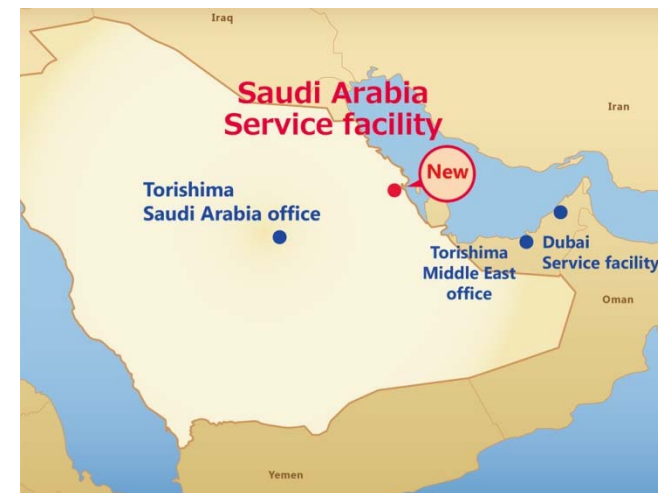 Iraq
Saudi Arabia
Service facility
Iran
New
Torishima
Saudi Arabia office
Torishima
Middle East
office
Dubai
Service facility
Oman
Yemen